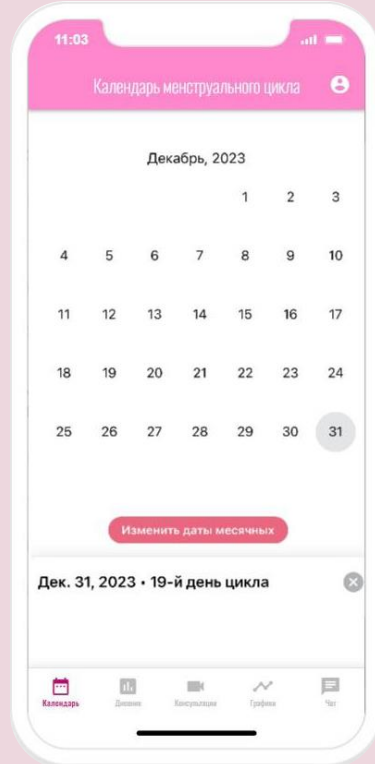 11:03
Календарь менструального цикла
Декабрь, 2023
1 2 3
4 5 6 7 8 9 10
11 12 13 14 15 16 17
18 19 20 21 22 23 24
25 26 27 28 29 30 31
Изменить даты месячных
Дек. 31, 2023 • 19-й день цикла
Календарь Дневник Консультации Графики Чат